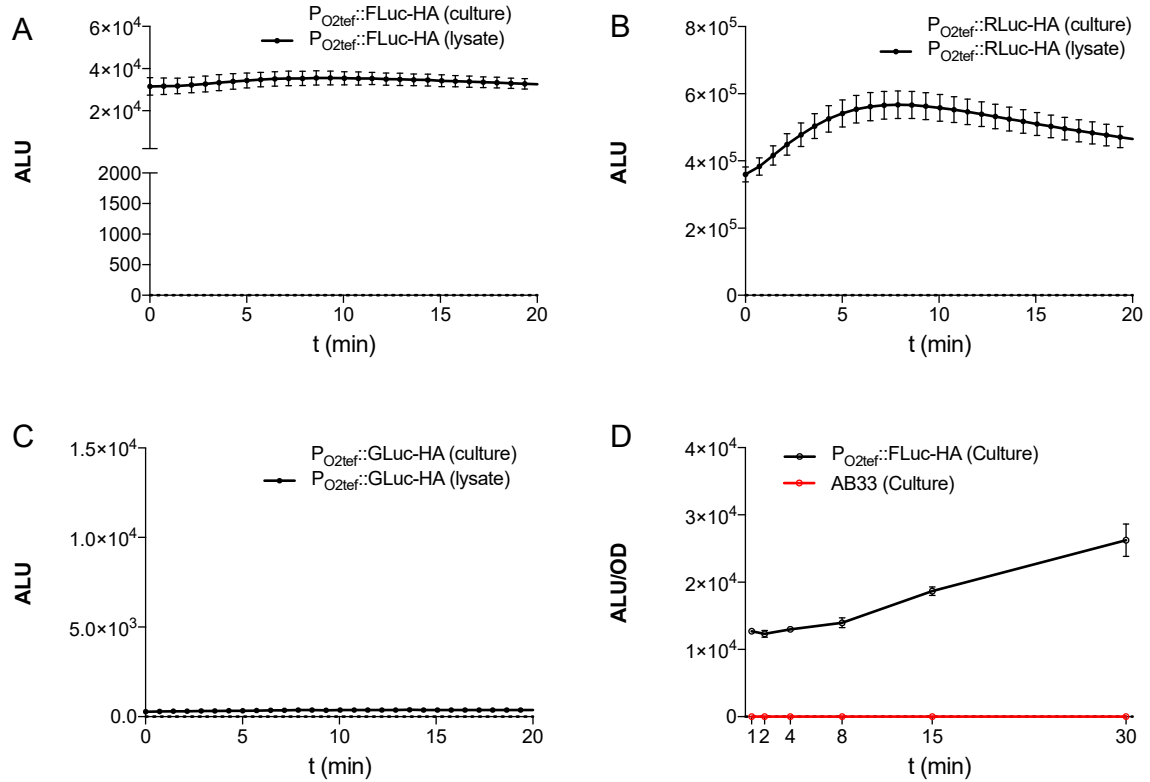 A
P_O2tef::FLuc-HA (culture)
P_O2tef::FLuc-HA (lysate)
6×10⁴
4×10⁴
2×10⁴
ALU
2000
1500
1000
500
0
0 5 10 15 20
t (min)
B
P_O2tef::RLuc-HA (culture)
P_O2tef::RLuc-HA (lysate)
8×10⁵
6×10⁵
4×10⁵
2×10⁵
0
ALU
0 5 10 15 20
t (min)
C
P_O2tef::GLuc-HA (culture)
P_O2tef::GLuc-HA (lysate)
1.5×10⁴
1.0×10⁴
5.0×10³
0.0
ALU
0 5 10 15 20
t (min)
D
P_O2tef::FLuc-HA (Culture)
AB33 (Culture)
4×10⁴
3×10⁴
2×10⁴
1×10⁴
0
ALU/OD
1 2 4 8 15 30
t (min)